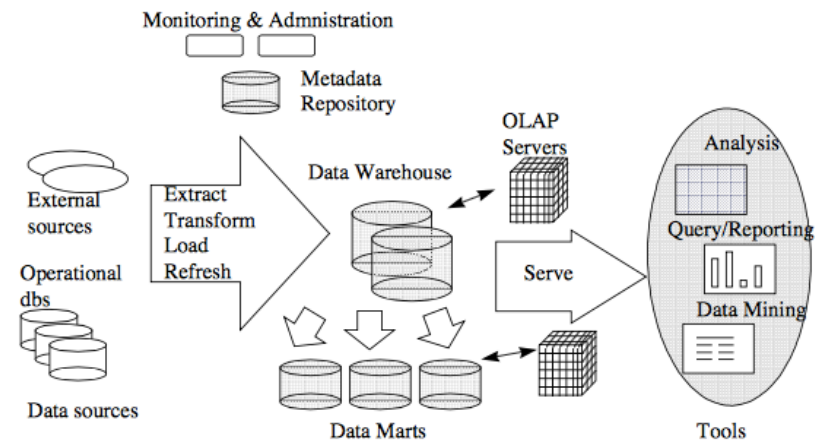 Monitoring & Admnistration
Metadata
Repository
OLAP
Servers
Analysis
Data Warehouse
External
sources
Extract
Transform
Load
Refresh
Query/Reporting
Operational
dbs
Serve
Data Mining
Data sources
Data Marts
Tools